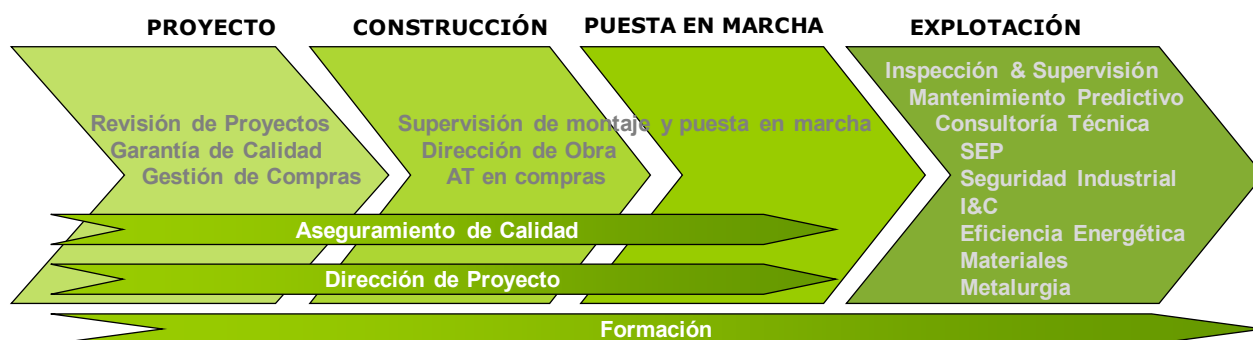 PROYECTO
CONSTRUCCIÓN
PUESTA EN MARCHA
EXPLOTACIÓN
Revisión de Proyectos
Garantía de Calidad
Gestión de Compras
Supervisión de montaje y puesta en marcha
Dirección de Obra
AT en compras
Inspección & Supervisión
Mantenimiento Predictivo
Consultoría Técnica
SEP
Seguridad Industrial
I&C
Eficiencia Energética
Materiales
Metalurgia
Aseguramiento de Calidad
Dirección de Proyecto
Formación